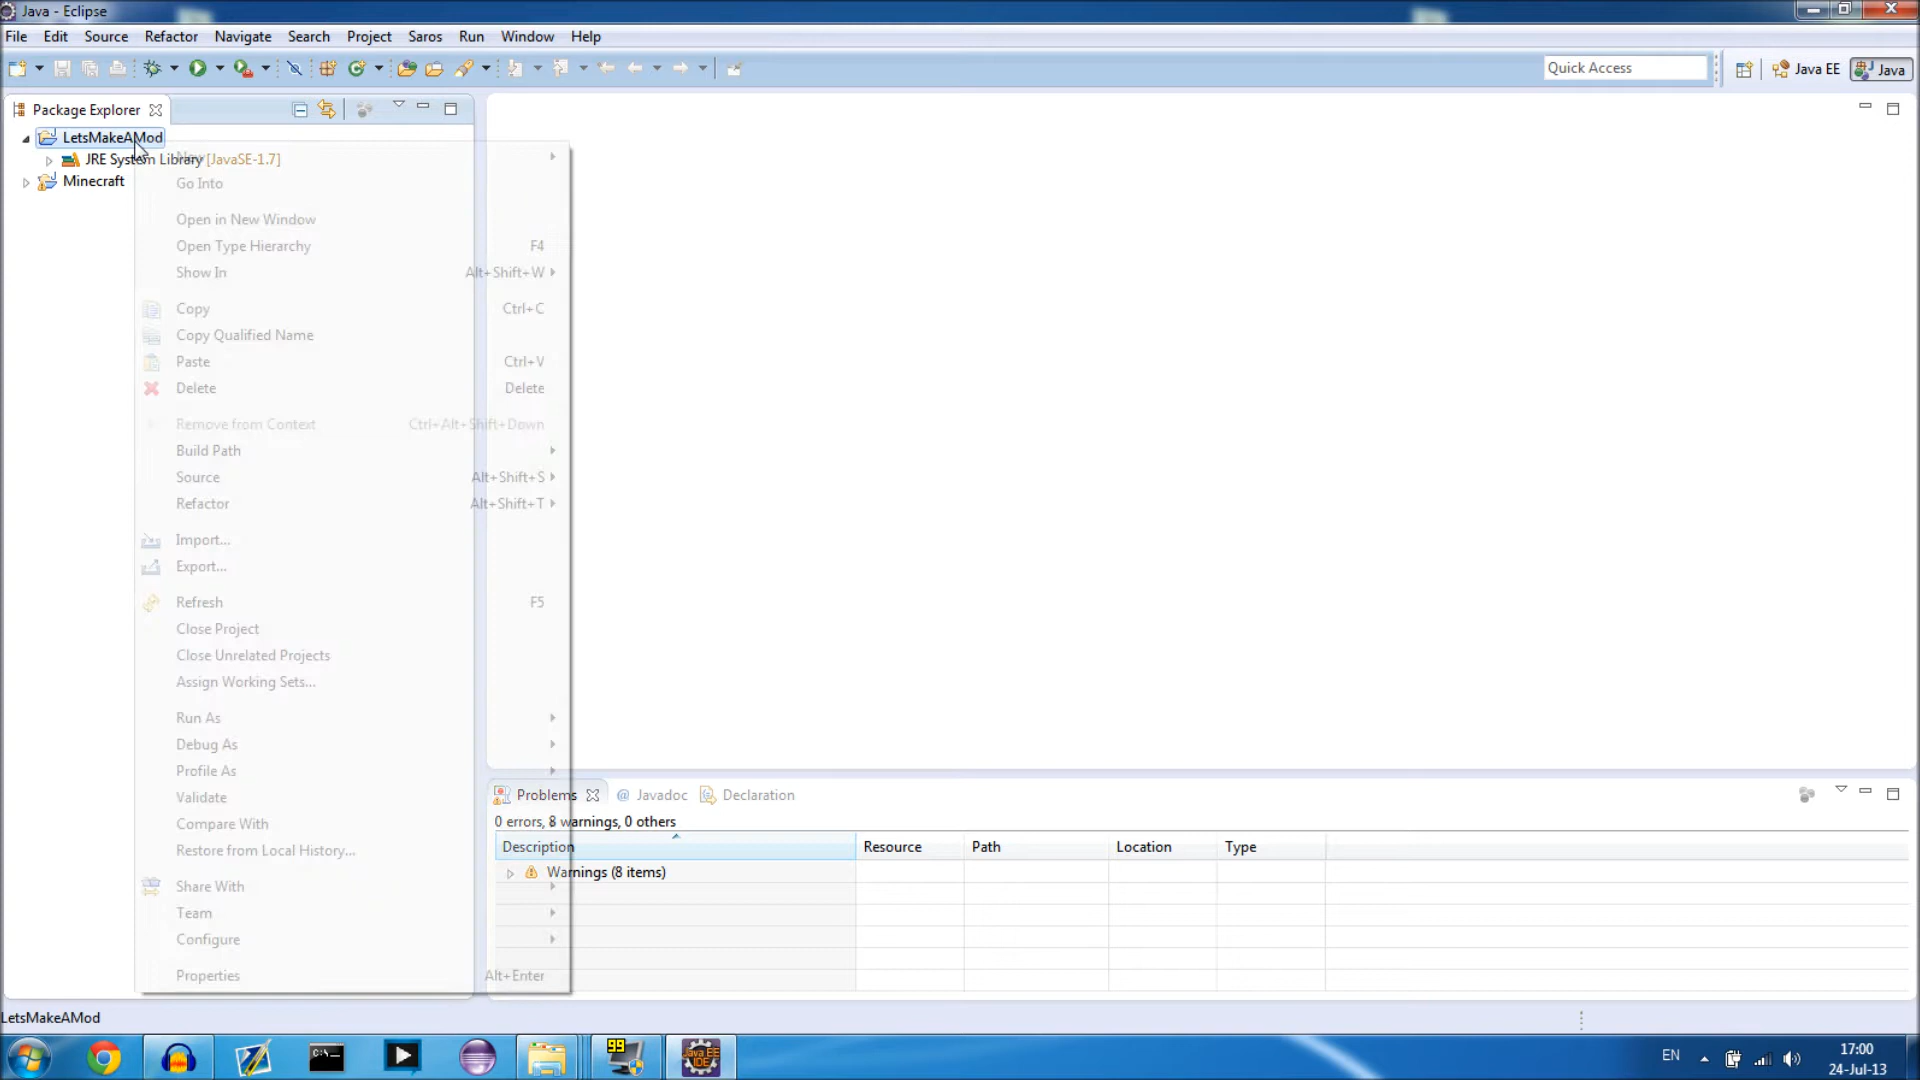 Java - Eclipse
File Edit Source Refactor Navigate Search Project Saros Run Window Help
Quick Access
Java EE
Java
Package Explorer
LetsMakeAMod
JRE System Library [JavaSE-1.7]
Minecraft
New
Go Into
Open in New Window
Open Type Hierarchy F4
Show In Alt+Shift+W
Copy Ctrl+C
Copy Qualified Name
Paste Ctrl+V
Delete Delete
Remove from Context Ctrl+Alt+Shift+Down
Build Path
Source Alt+Shift+S
Refactor Alt+Shift+T
Import...
Export...
Refresh F5
Close Project
Close Unrelated Projects
Assign Working Sets...
Run As
Debug As
Profile As
Validate
Compare With
Restore from Local History...
Share With
Team
Configure
Properties Alt+Enter
Problems @ Javadoc Declaration
0 errors, 8 warnings, 0 others
Description Resource Path Location Type
Warnings (8 items)
LetsMakeAMod
C:\_
99
Java EE
IDE
EN
17:00
24-Jul-13